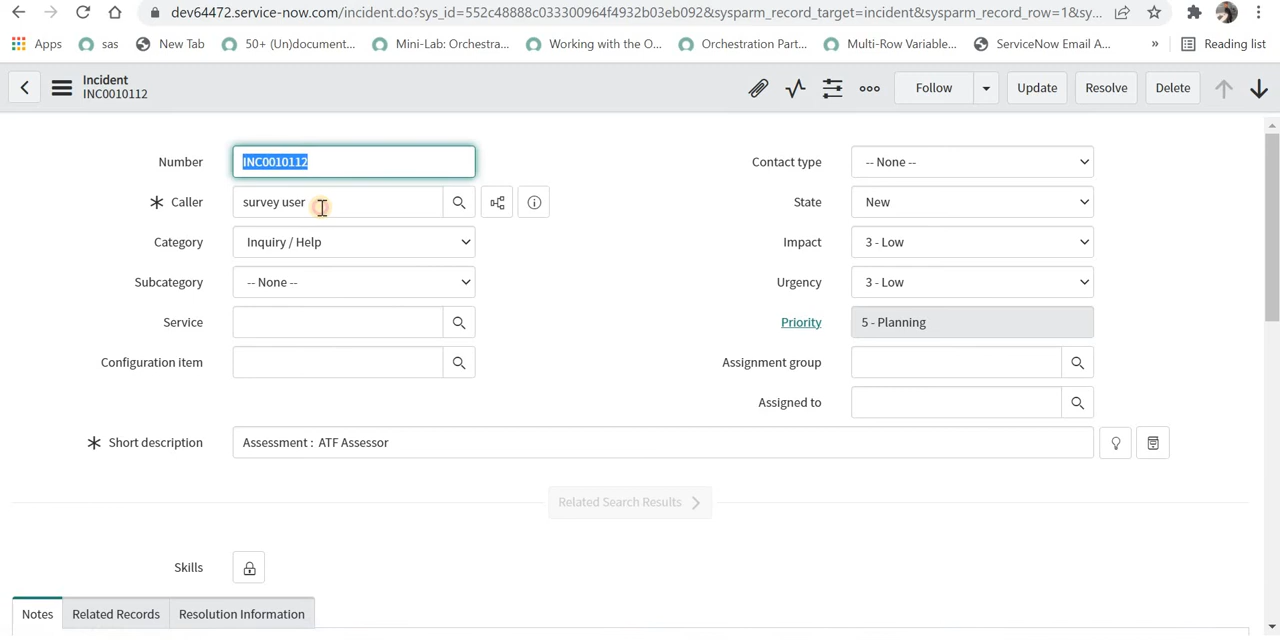 dev64472.service-now.com/incident.do?sys_id=552c48888c033300964f4932b03eb092&sysparm_record_target=incident&sysparm_record_row=1&sy...
Apps sas New Tab 50+ (Un)document... Mini-Lab: Orchestra... Working with the O... Orchestration Part... Multi-Row Variable... ServiceNow Email A... » Reading list
Incident
INC0010112
Follow Update Resolve Delete
Number INC0010112 Contact type -- None --
Caller survey user State New
Category Inquiry / Help Impact 3 - Low
Subcategory -- None -- Urgency 3 - Low
Service Priority 5 - Planning
Configuration item Assignment group
Assigned to
Short description Assessment : ATF Assessor
Related Search Results
Skills
Notes Related Records Resolution Information